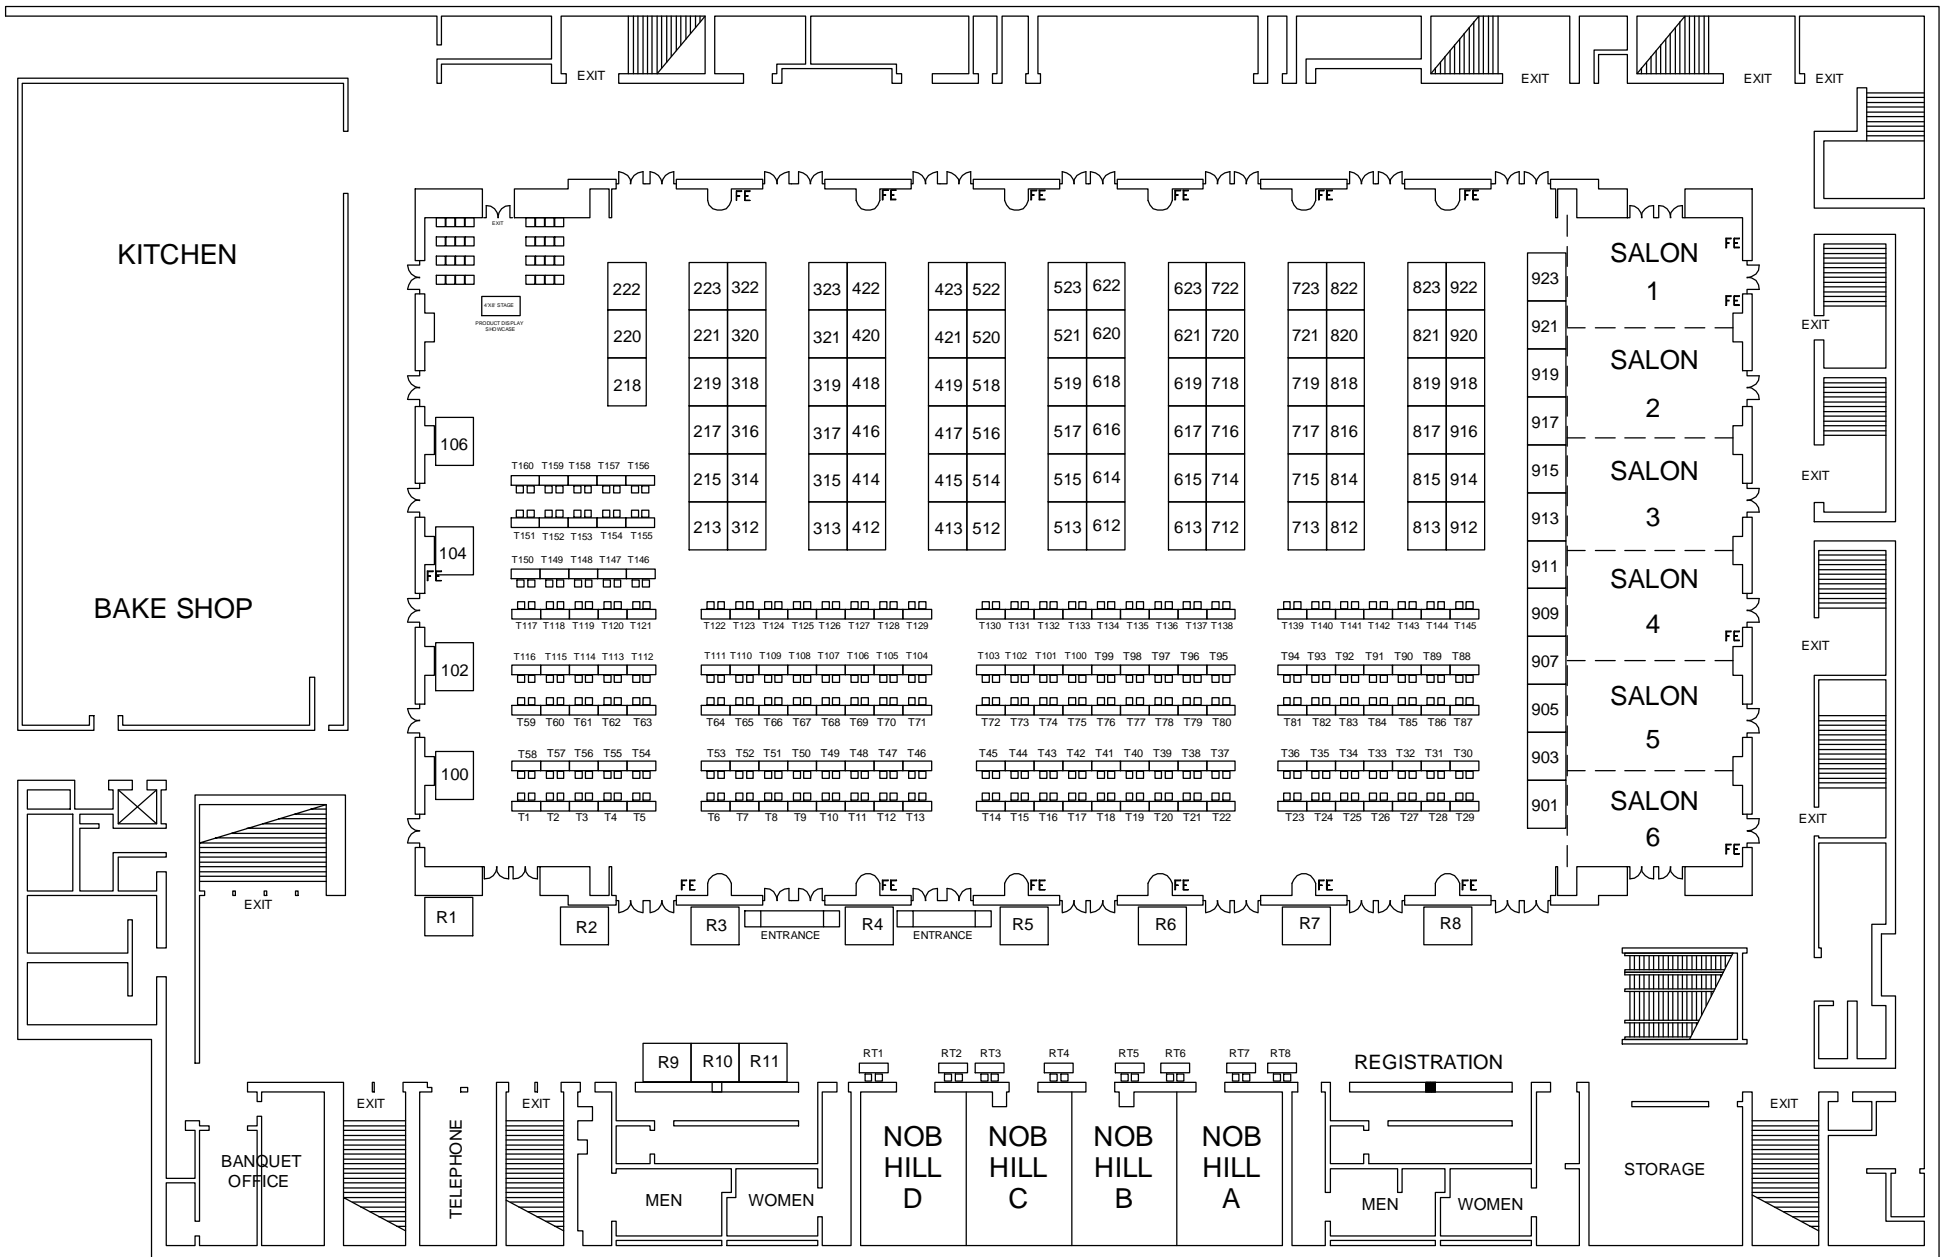 EXIT
EXIT
EXIT
EXIT
FE FE FE FE FE FE
EXIT
KITCHEN
4'X8' STAGE
PRODUCT DISPLAY
SHOWCASE
SALON
1
FE
FE
222 223 322 323 422 423 522 523 622 623 722 723 822 823 922 923
220 221 320 321 420 421 520 521 620 621 720 721 820 821 920 921
EXIT
218 219 318 319 418 419 518 519 618 619 718 719 818 819 918 919
SALON
2
106 217 316 317 416 417 516 517 616 617 716 717 816 817 916 917
T160 T159 T158 T157 T156
215 314 315 414 415 514 515 614 615 714 715 814 815 914 915
SALON
3
EXIT
213 312 313 412 413 512 513 612 613 712 713 812 813 912 913
T151 T152 T153 T154 T155
104
FE
T150 T149 T148 T147 T146
911
SALON
4
BAKE SHOP
909
T117 T118 T119 T120 T121 T122 T123 T124 T125 T126 T127 T128 T129 T130 T131 T132 T133 T134 T135 T136 T137 T138 T139 T140 T141 T142 T143 T144 T145
FE
EXIT
T116 T115 T114 T113 T112 T111 T110 T109 T108 T107 T106 T105 T104 T103 T102 T101 T100 T99 T98 T97 T96 T95 T94 T93 T92 T91 T90 T89 T88
102
907
SALON
5
905
T59 T60 T61 T62 T63 T64 T65 T66 T67 T68 T69 T70 T71 T72 T73 T74 T75 T76 T77 T78 T79 T80 T81 T82 T83 T84 T85 T86 T87
T58 T57 T56 T55 T54 T53 T52 T51 T50 T49 T48 T47 T46 T45 T44 T43 T42 T41 T40 T39 T38 T37 T36 T35 T34 T33 T32 T31 T30
100
903
901
SALON
6
EXIT
T1 T2 T3 T4 T5 T6 T7 T8 T9 T10 T11 T12 T13 T14 T15 T16 T17 T18 T19 T20 T21 T22 T23 T24 T25 T26 T27 T28 T29
FE
FE FE FE FE FE FE
EXIT
R1 R2 R3 R4 R5 R6 R7 R8
ENTRANCE ENTRANCE
R9 R10 R11
RT1 RT2 RT3 RT4 RT5 RT6 RT7 RT8
REGISTRATION
EXIT
EXIT
EXIT
TELEPHONE
BANQUET
OFFICE
NOB
HILL
D
NOB
HILL
C
NOB
HILL
B
NOB
HILL
A
MEN WOMEN
MEN WOMEN
STORAGE